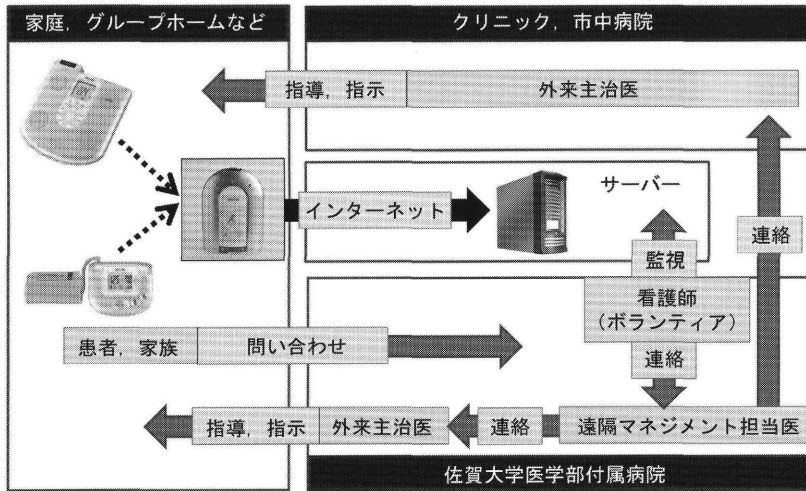 家庭，グループホームなど
クリニック，市中病院
指導，指示
外来主治医
サーバー
インターネット
連絡
監視
看護師
（ボランティア）
連絡
患者，家族
問い合わせ
指導，指示
外来主治医
連絡
遠隔マネジメント担当医
佐賀大学医学部付属病院